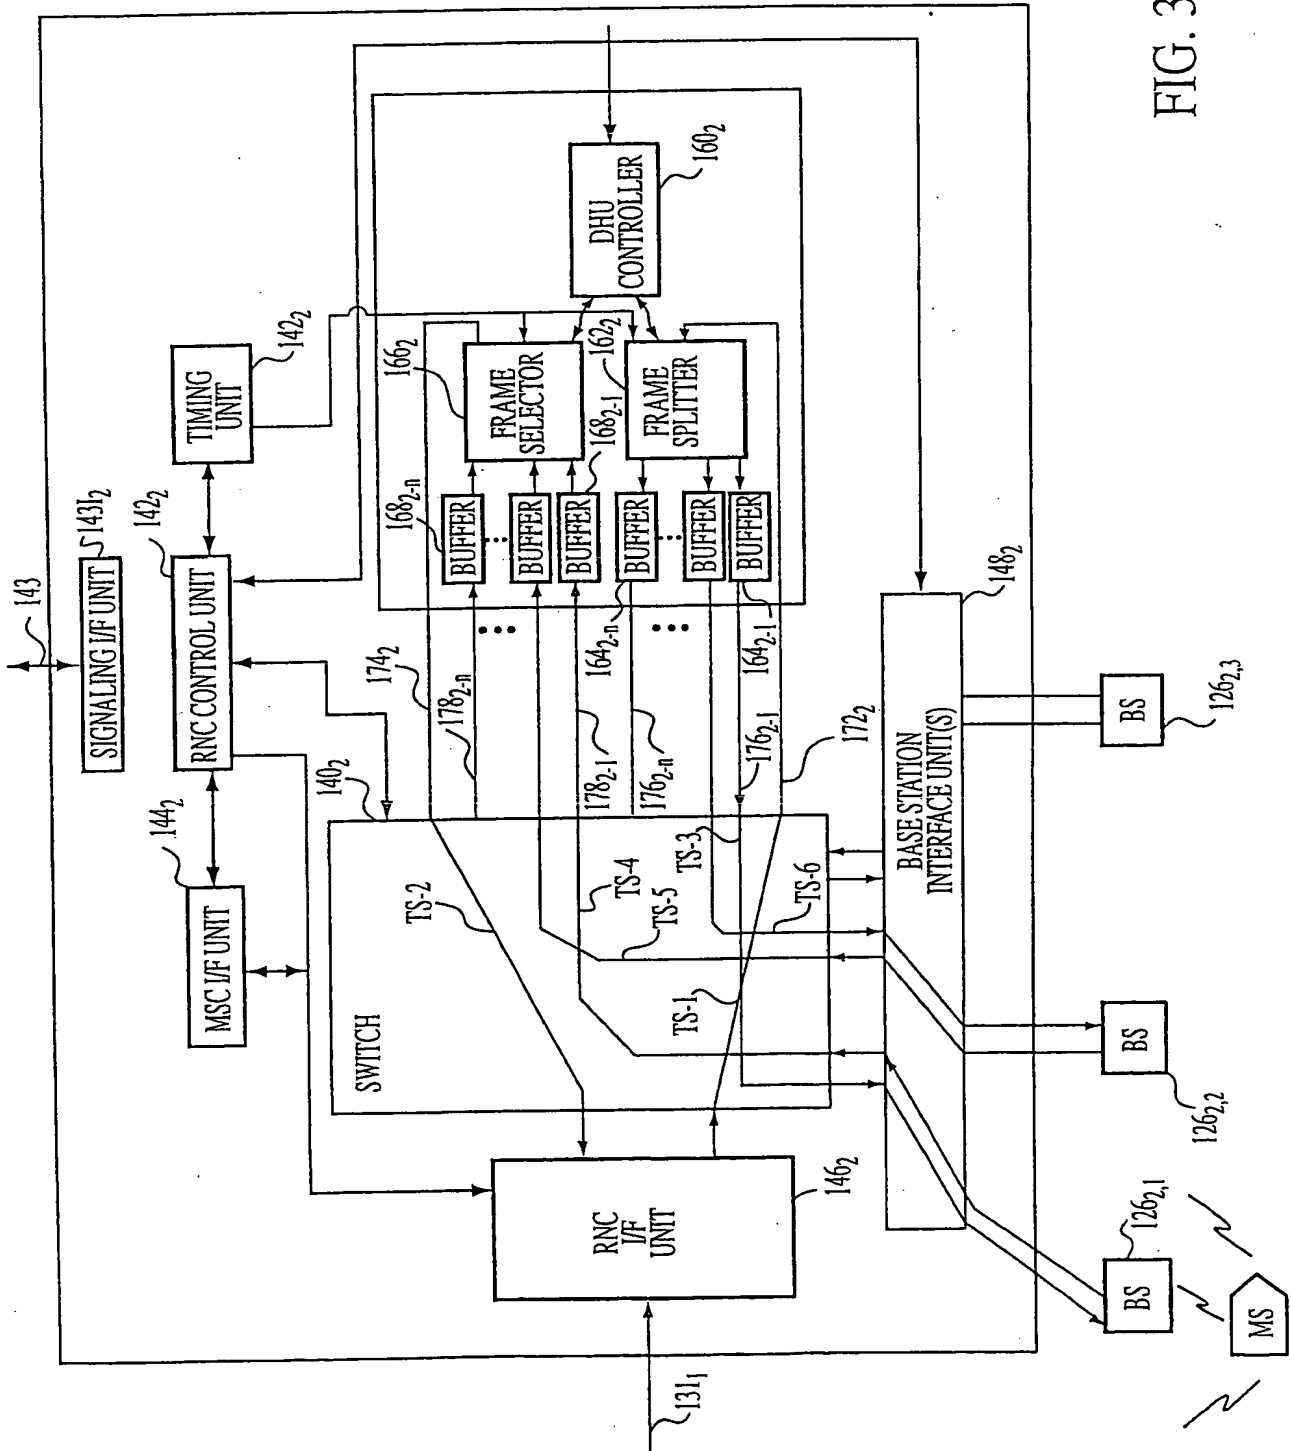 FIG. 3
143
SIGNALING I/F UNIT
143I₂
MSC I/F UNIT
144₂
RNC CONTROL UNIT
142₂
TIMING
UNIT
142₂
SWITCH
140₂
174₂
178₂₋ₙ
178₂₋₁
176₂₋ₙ
176₂₋₁
172₂
TS-2
TS-4
TS-5
TS-3
TS-6
TS-1
168₂₋ₙ
BUFFER
BUFFER
BUFFER
168₂₋₁
BUFFER
164₂₋ₙ
BUFFER
BUFFER
164₂₋₁
FRAME
SELECTOR
166₂
FRAME
SPLITTER
162₂
DHU
CONTROLLER
160₂
RNC
I/F
UNIT
146₂
131₁
BASE STATION
INTERFACE UNIT(S)
148₂
BS
126₂,₁
BS
126₂,₂
BS
126₂,₃
MS